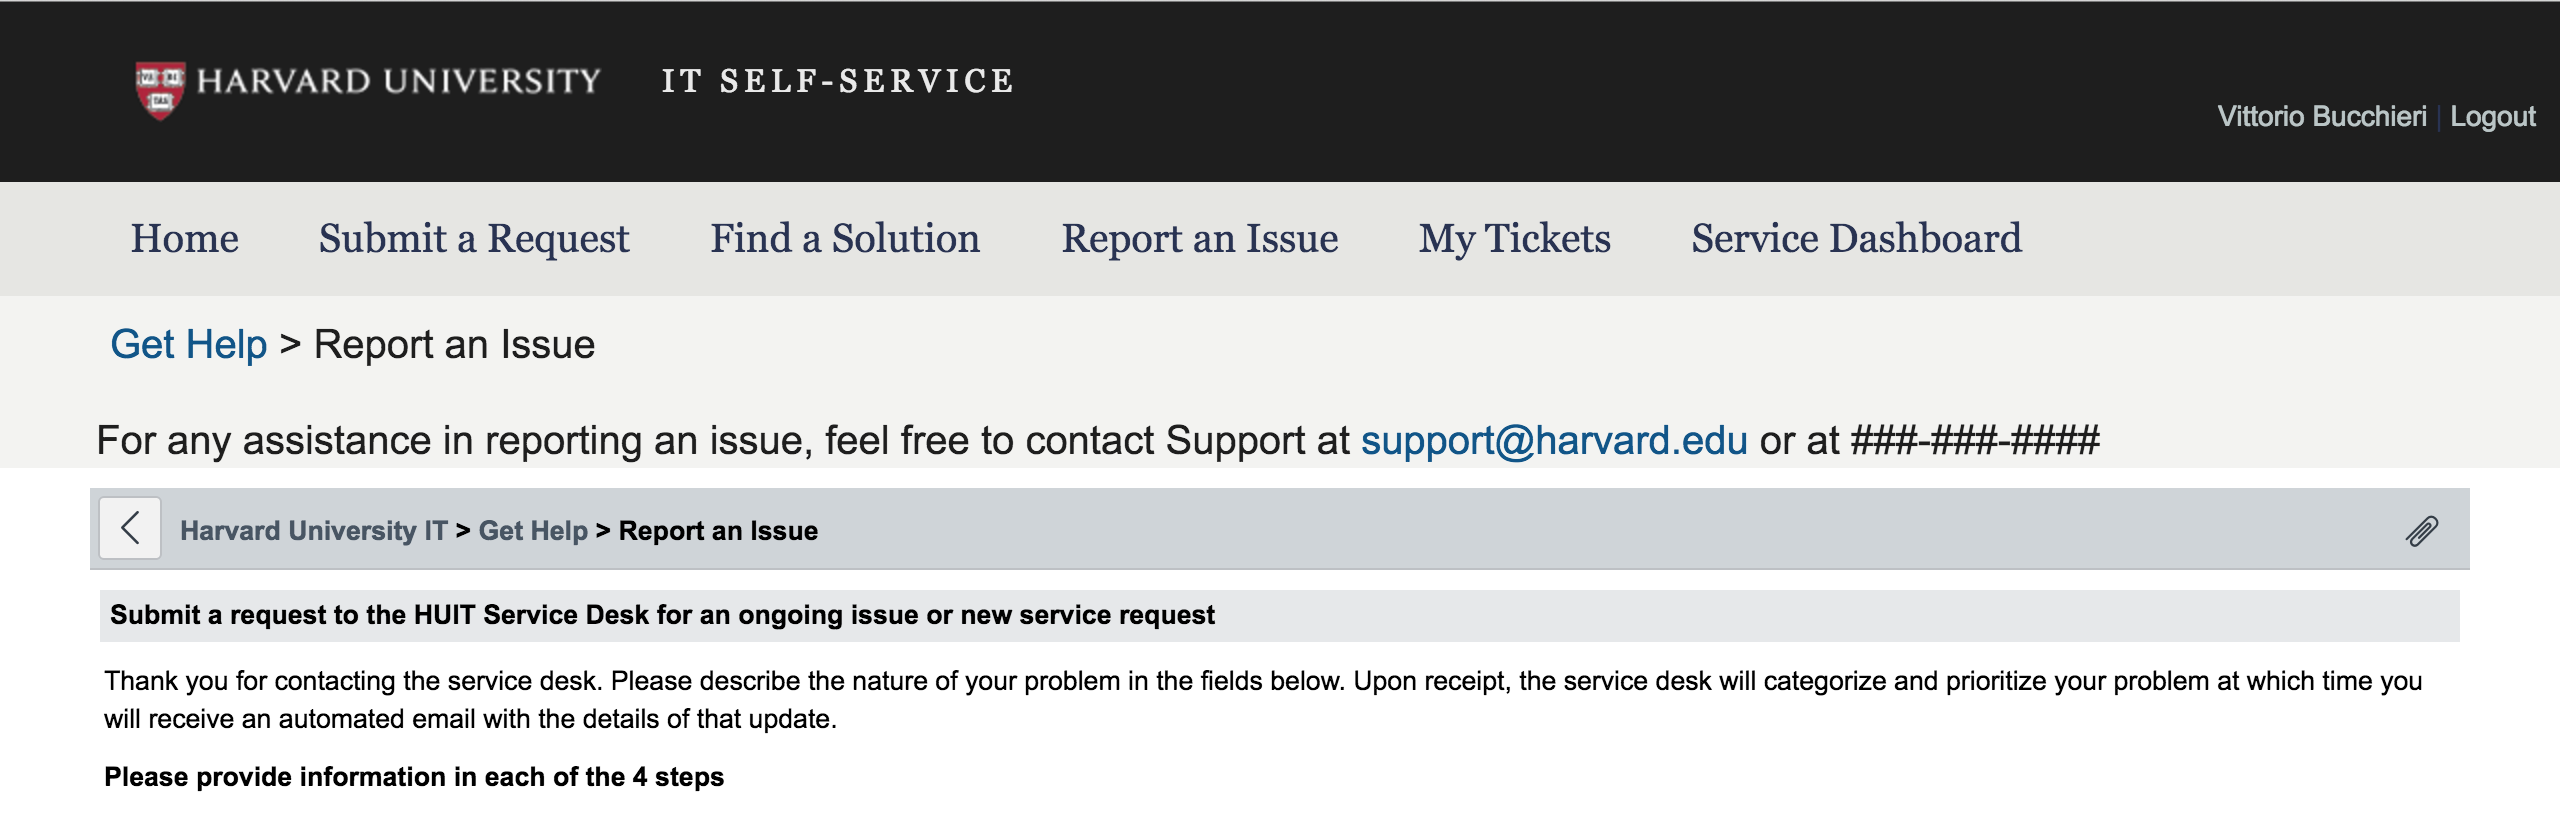 HARVARD UNIVERSITY IT SELF-SERVICE
Vittorio Bucchieri | Logout
Home Submit a Request Find a Solution Report an Issue My Tickets Service Dashboard
Get Help > Report an Issue
For any assistance in reporting an issue, feel free to contact Support at support@harvard.edu or at ###-###-####
Harvard University IT > Get Help > Report an Issue
Submit a request to the HUIT Service Desk for an ongoing issue or new service request
Thank you for contacting the service desk. Please describe the nature of your problem in the fields below. Upon receipt, the service desk will categorize and prioritize your problem at which time you
will receive an automated email with the details of that update.
Please provide information in each of the 4 steps